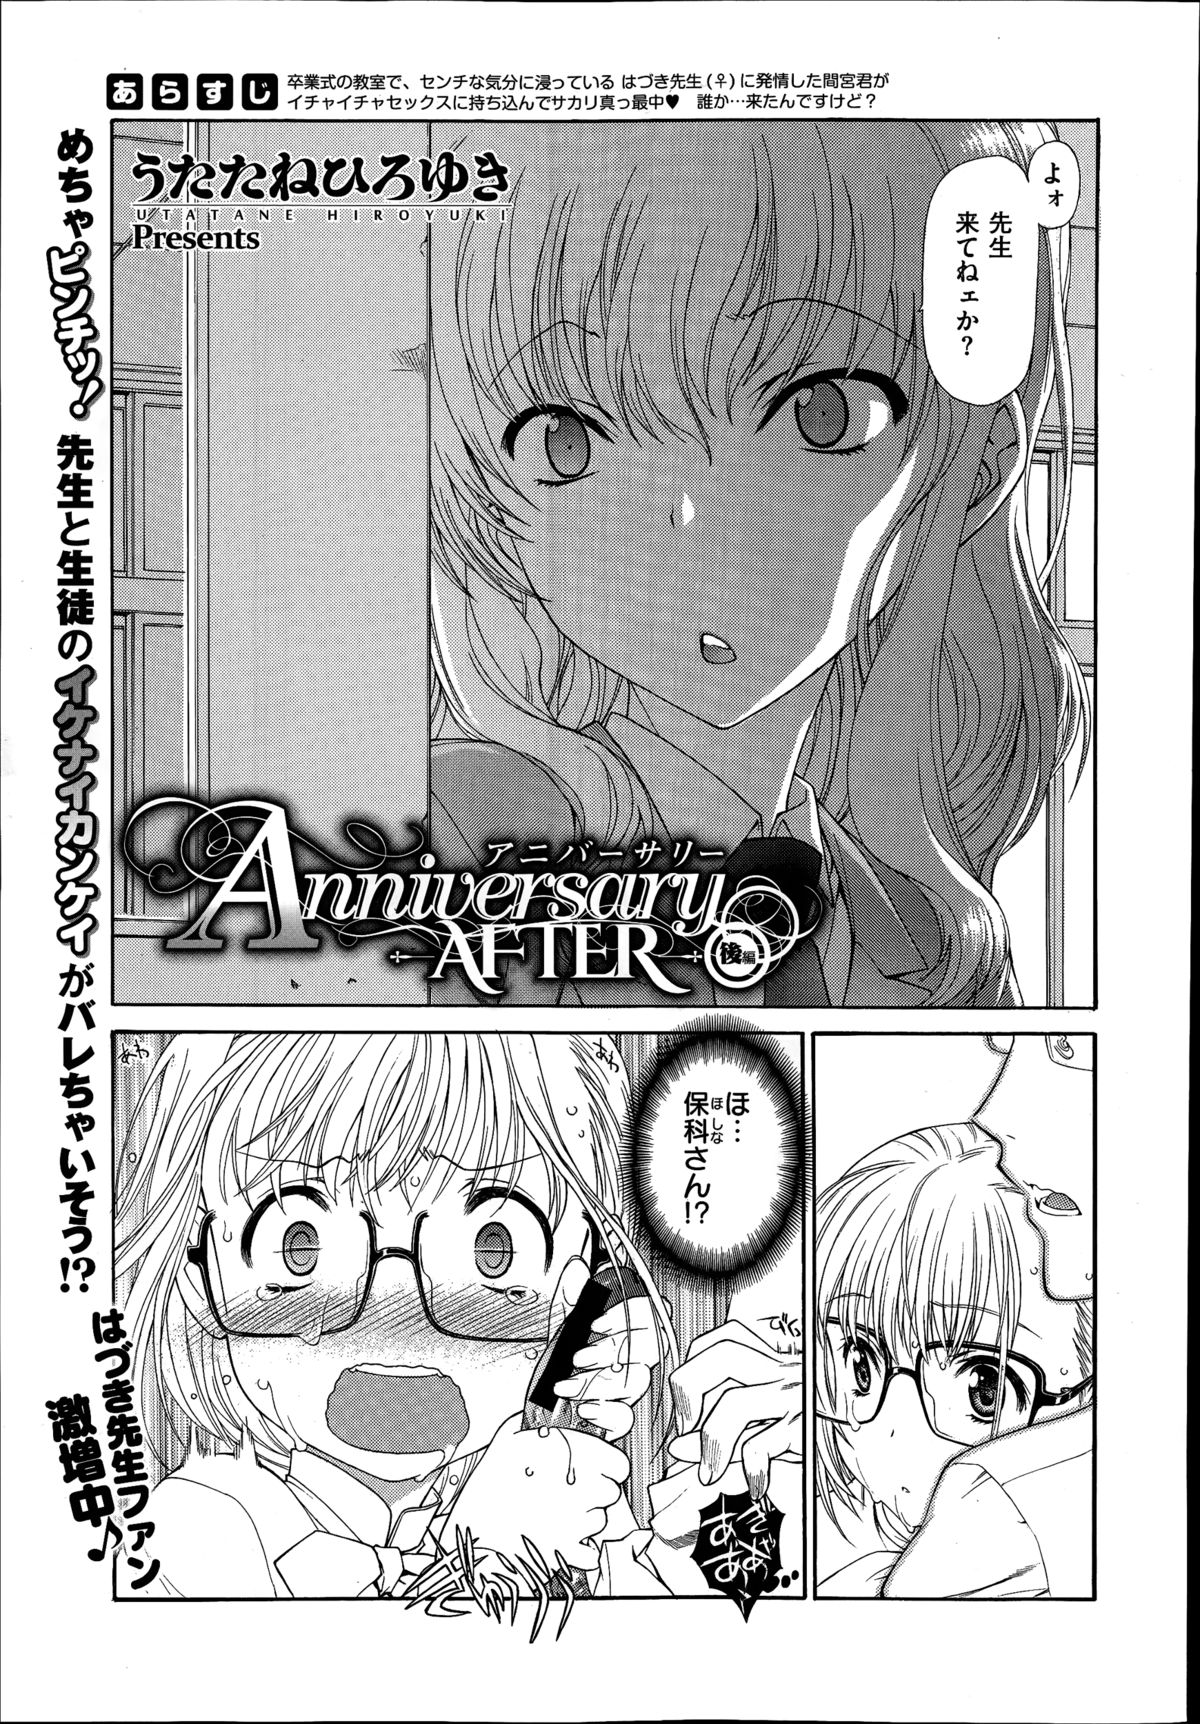 あらすじ
卒業式の教室で、センチな気分に浸っている はづき先生(♀)に発情した間宮君が
イチャイチャセックスに持ち込んでサカリ真っ最中♥ 誰か…来たんですけど?
よォ
先生
来てねェか?
うたたねひろゆき
UTATANE HIROYUKI
Presents
めちゃピンチッ! 先生と生徒のイケナイカンケイがバレちゃいそう!?
はづき先生ファン
激増中♪
アニバーサリー
Anniversary
AFTER
後編
ほ…
保科さん!?
ほしな
あわ
あわ